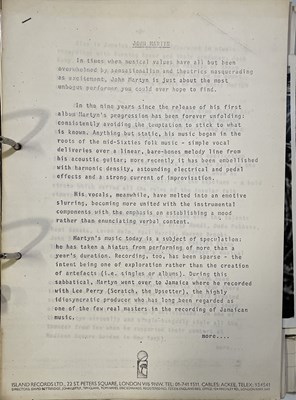 JOHN MARTYN
In times when musical values have all but been
overwhelmed by sensationalism and theatrics masquerading
as excitement, John Martyn is just about the most
unbogus performer you could ever hope to find.
In the nine years since the release of his first
album Martyn's progression has been forever unfolding;
consistently avoiding the temptation to stick to what
is known. Anything but static, his music began in the
roots of the mid-Sixties folk music - simple vocal
deliveries over a linear, bare-bones melody line from
his acoustic guitar; more recently it has been embellished
with harmonic density, astounding electrical and pedal
effects and a strong current of improvisation.
His vocals, meanwhile, have melted into an emotive
slurring, becoming more united with the instrumental
components with the emphasis on establishing a mood
rather than enunciating verbal content.
Martyn's music today is a subject of speculation:
he has taken a hiatus from performing of more than a
year's duration. Recording, too, has been sparse - the
intent being one of exploration rather than the creation
of artefacts (i.e. singles or albums). During this
sabbatical, Martyn went over to Jamaica where he recorded
with Lee Perry (Scratch, the Upsetter), the highly
idiosyncratic producer who has long been regarded as
one of the few real masters in the recording of Jamaican
music.
more....
ISLAND RECORDS LTD., 22 ST. PETERS SQUARE, LONDON W6 9NW. TEL: 01-741 1511. CABLES: ACKEE, TELEX: 934541